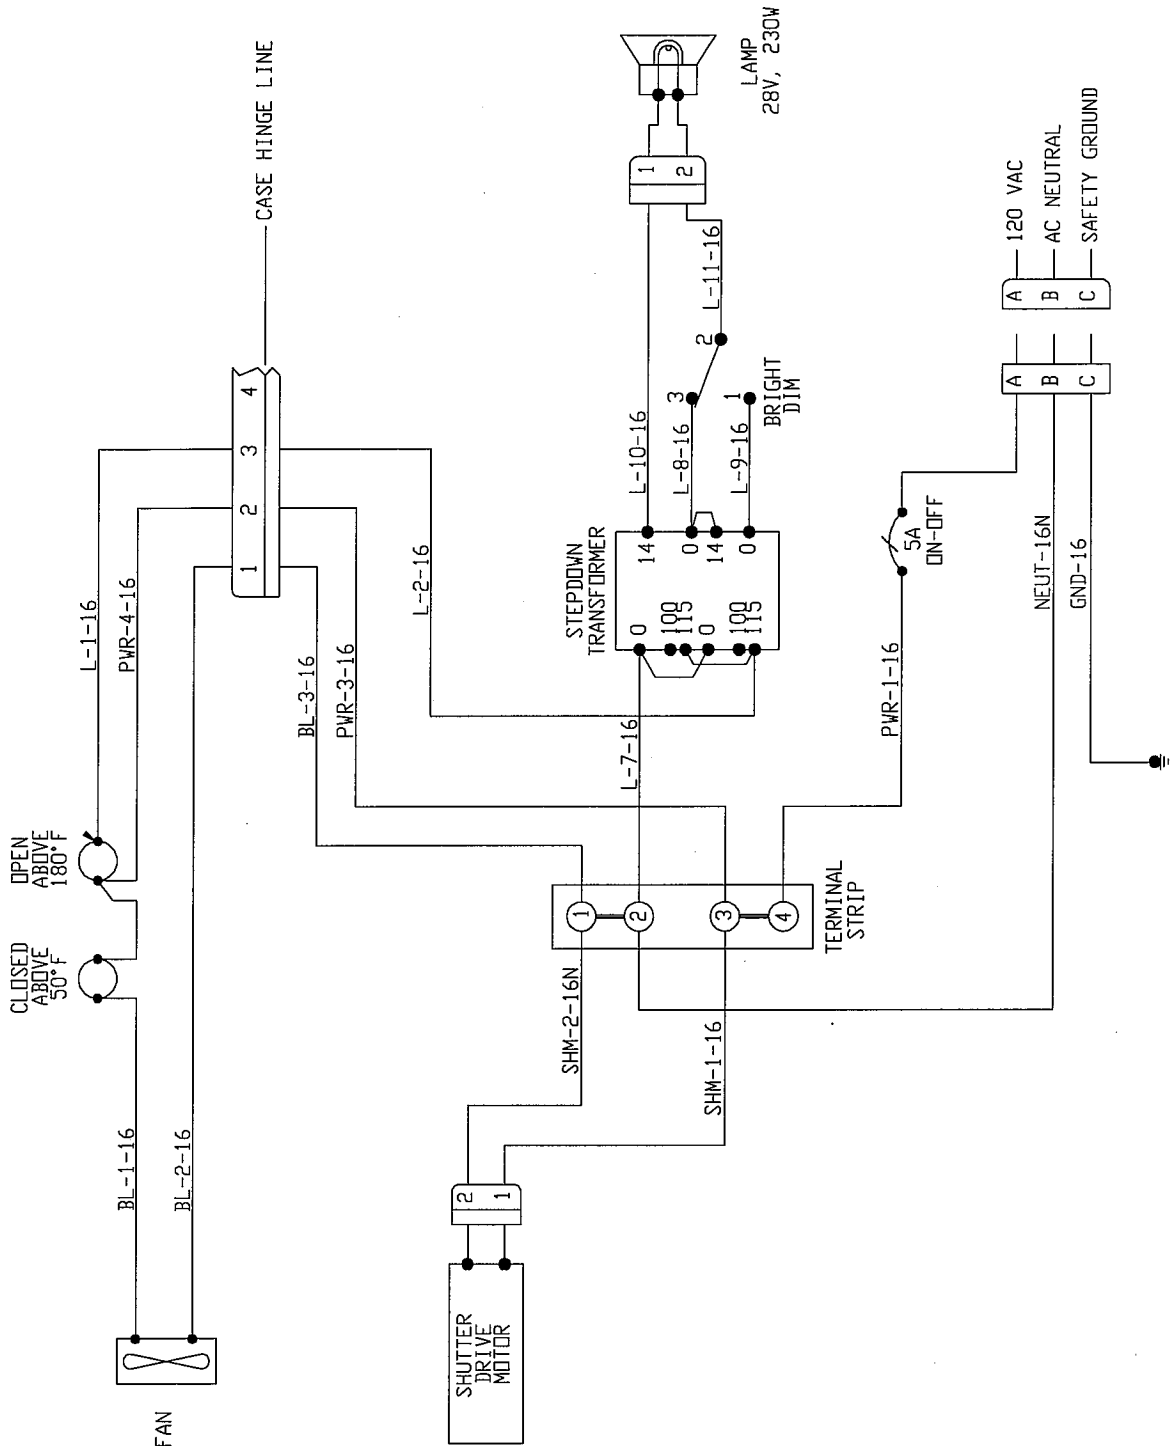 FAN
CLOSED
ABOVE
50°F
OPEN
ABOVE
180°F
BL-1-16
BL-2-16
L-1-16
PWR-4-16
1
2
3
4
CASE HINGE LINE
BL-3-16
PWR-3-16
L-2-16
SHUTTER
DRIVE
MOTOR
2
1
SHM-2-16N
SHM-1-16
1
2
3
4
TERMINAL
STRIP
L-7-16
STEPDOWN
TRANSFORMER
0
100
115
0
100
115
14
0
14
0
L-10-16
L-8-16
L-9-16
3
1
2
BRIGHT
DIM
L-11-16
1
2
LAMP
28V, 230W
PWR-1-16
5A
ON-OFF
NEUT-16N
GND-16
A
B
C
A
B
C
120 VAC
AC NEUTRAL
SAFETY GROUND